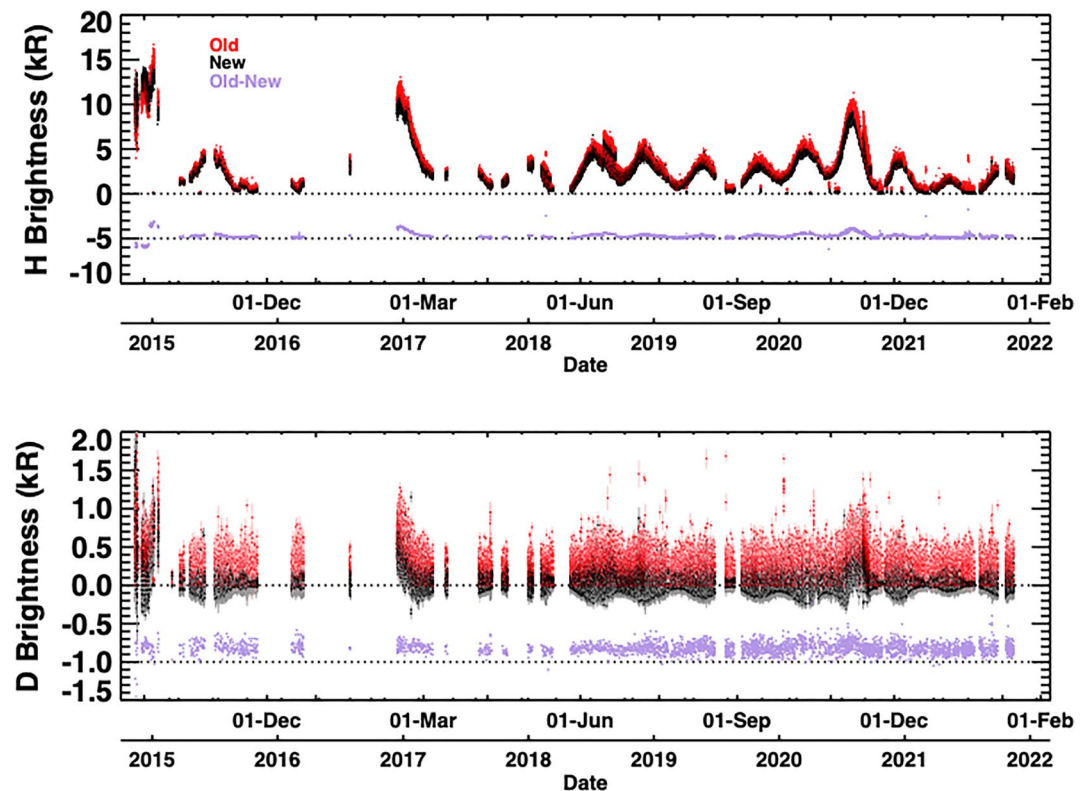 20
15
10
5
0
-5
-10
H Brightness (kR)
Old
New
Old-New
01-Dec 01-Mar 01-Jun 01-Sep 01-Dec 01-Feb
2015 2016 2017 2018 2019 2020 2021 2022
Date
2.0
1.5
1.0
0.5
0.0
-0.5
-1.0
-1.5
D Brightness (kR)
01-Dec 01-Mar 01-Jun 01-Sep 01-Dec 01-Feb
2015 2016 2017 2018 2019 2020 2021 2022
Date